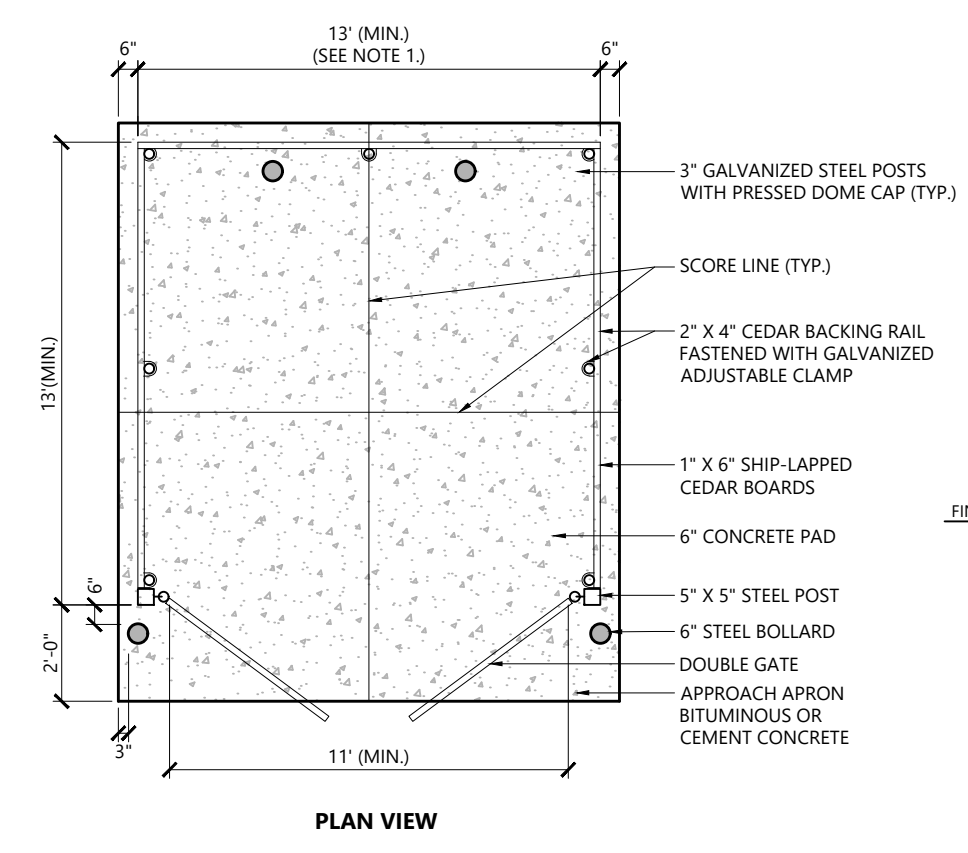 13' (MIN.)
(SEE NOTE 1.)
6"
6"
3" GALVANIZED STEEL POSTS
WITH PRESSED DOME CAP (TYP.)
SCORE LINE (TYP.)
2" X 4" CEDAR BACKING RAIL
FASTENED WITH GALVANIZED
ADJUSTABLE CLAMP
13'(MIN.)
1" X 6" SHIP-LAPPED
CEDAR BOARDS
6" CONCRETE PAD
5" X 5" STEEL POST
6"
6" STEEL BOLLARD
2'-0"
DOUBLE GATE
APPROACH APRON
BITUMINOUS OR
CEMENT CONCRETE
3"
11' (MIN.)
PLAN VIEW